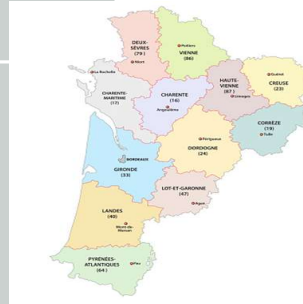 DEUX-
SÈVRES
(79)
Niort
Poitiers
VIENNE
(86)
La Rochelle
CHARENTE-
MARITIME
(17)
CHARENTE
(16)
Angoulême
HAUTE-
VIENNE
(87)
Limoges
Guéret
CREUSE
(23)
CORRÈZE
(19)
Tulle
Périgueux
DORDOGNE
(24)
BORDEAUX
GIRONDE
(33)
LOT-ET-GARONNE
(47)
Agen
LANDES
(40)
Mont-de-
Marsan
PYRÉNÉES-
ATLANTIQUES
(64)
Pau